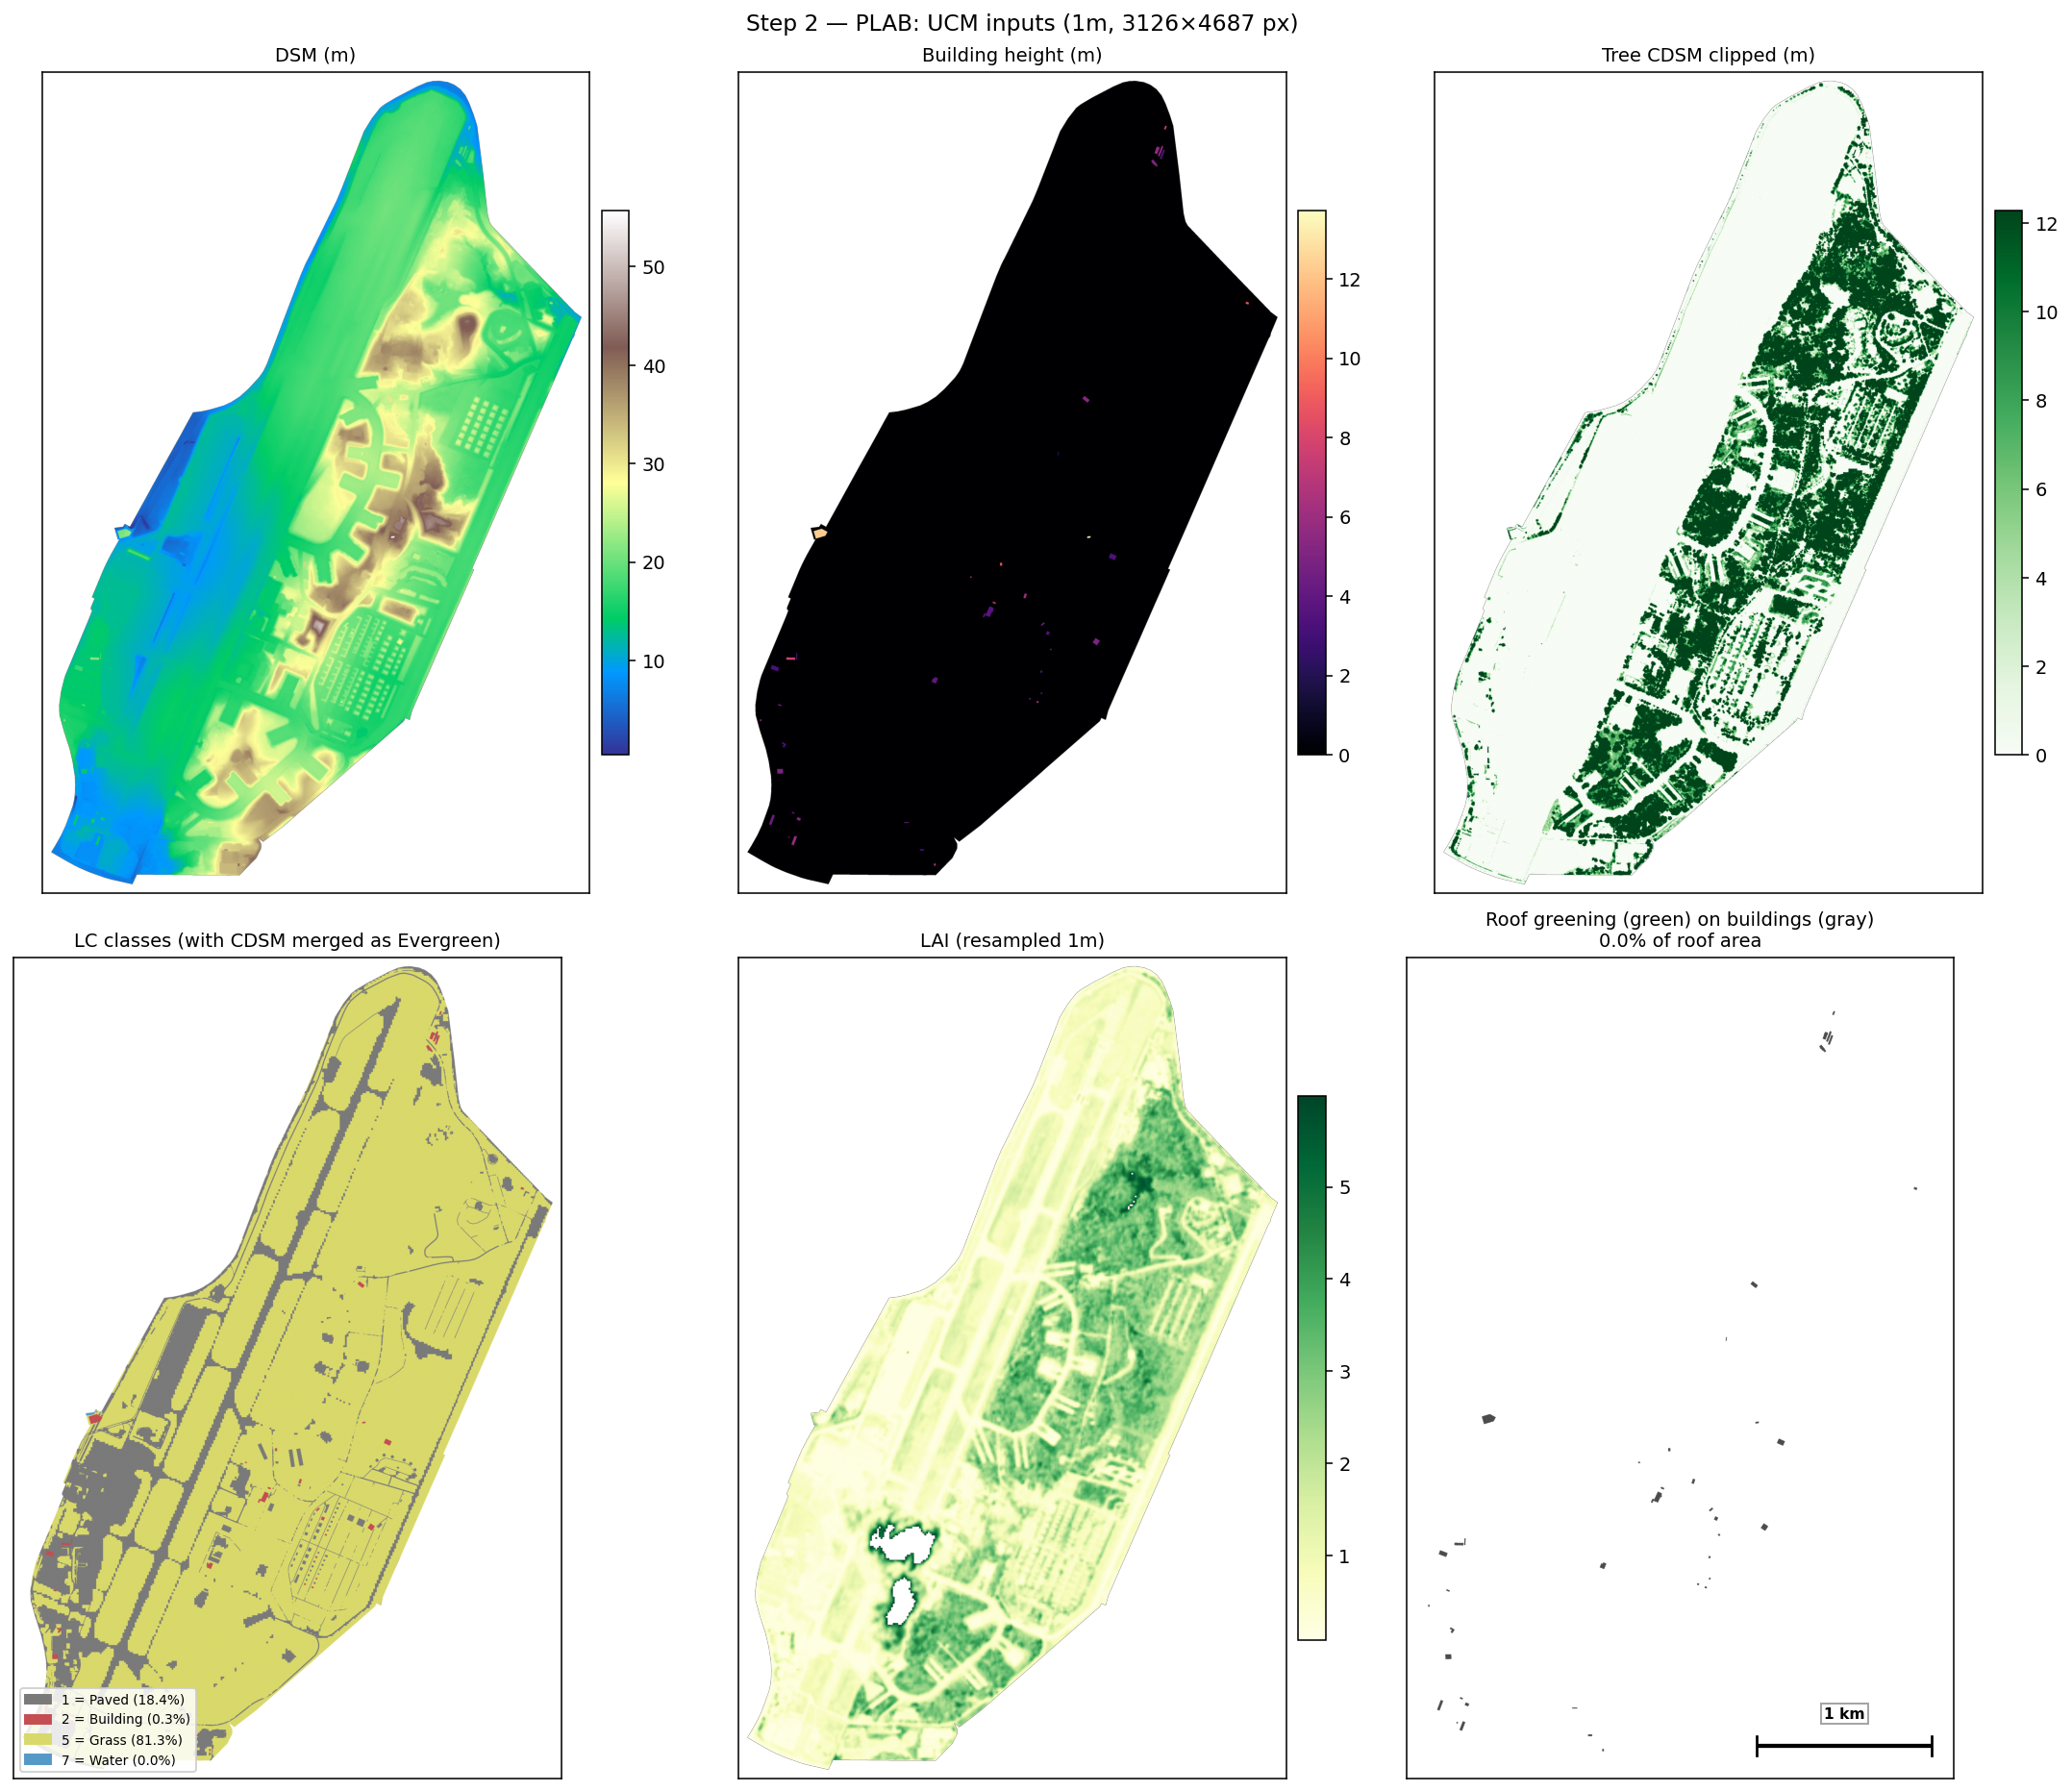 Step 2 — PLAB: UCM inputs (1m, 3126×4687 px)
DSM (m)
Building height (m)
Tree CDSM clipped (m)
50
40
30
20
10
12
10
8
6
4
2
0
12
10
8
6
4
2
0
LC classes (with CDSM merged as Evergreen)
LAI (resampled 1m)
Roof greening (green) on buildings (gray)
0.0% of roof area
1 = Paved (18.4%)
2 = Building (0.3%)
5 = Grass (81.3%)
7 = Water (0.0%)
5
4
3
2
1
1 km